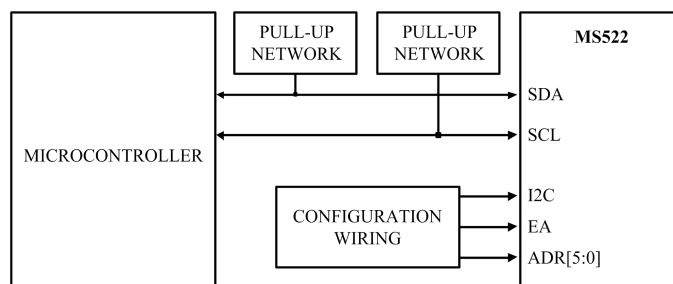 PULL-UP
NETWORK
PULL-UP
NETWORK
MS522
SDA
MICROCONTROLLER
SCL
CONFIGURATION
WIRING
I2C
EA
ADR[5:0]